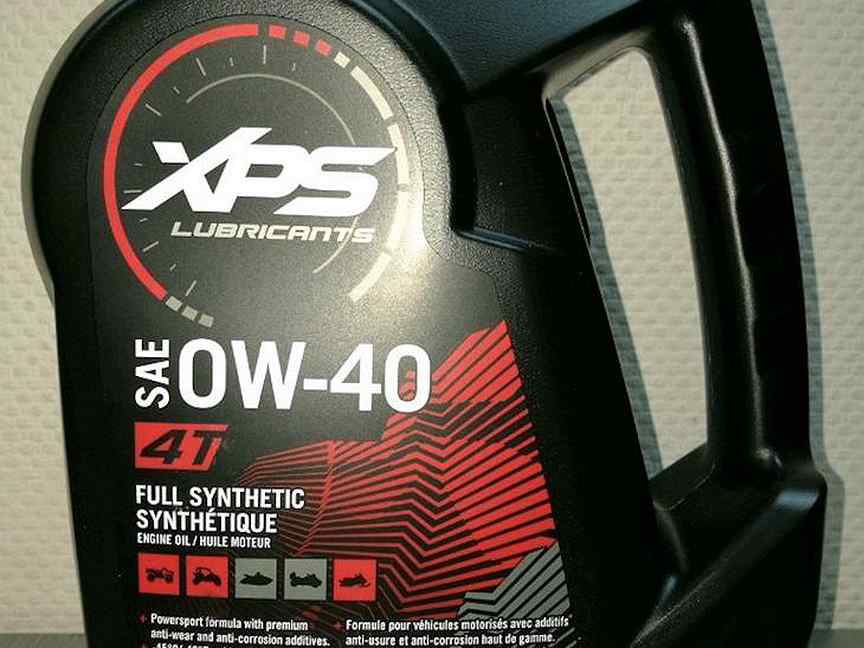 XPS
LUBRICANTS
SAE 0W-40
4T
FULL SYNTHETIC
SYNTHÉTIQUE
ENGINE OIL / HUILE MOTEUR
+ Powersport formula with premium
anti-wear and anti-corrosion additives.
+ Formule pour véhicules motorisés avec additifs
anti-usure et anti-corrosion haut de gamme.